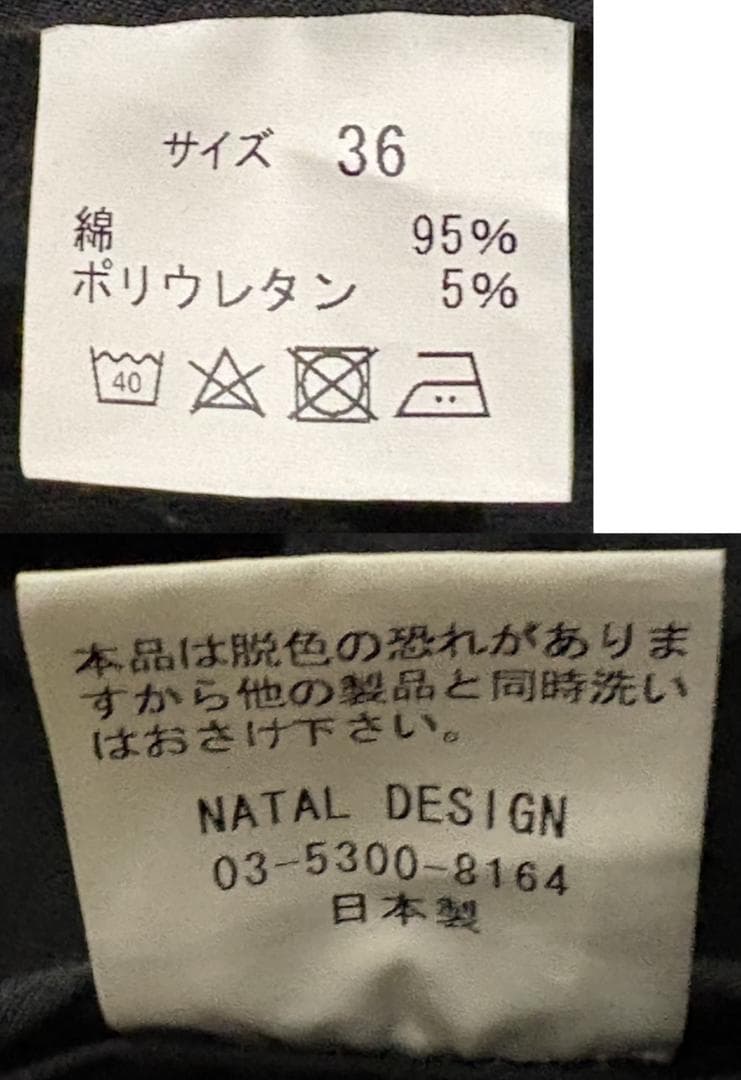 サイズ 36
綿 95%
ポリウレタン 5%
40
本品は脱色の恐れがありま
すから他の製品と同時洗い
はおさけ下さい。
NATAL DESIGN
03-5300-8164
日本製